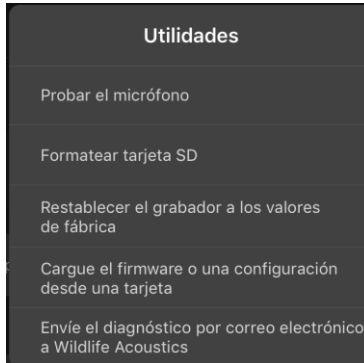 Utilidades
Probar el micrófono
Formatear tarjeta SD
Restablecer el grabador a los valores
de fábrica
Cargue el firmware o una configuración
desde una tarjeta
Envíe el diagnóstico por correo electrónico
a Wildlife Acoustics